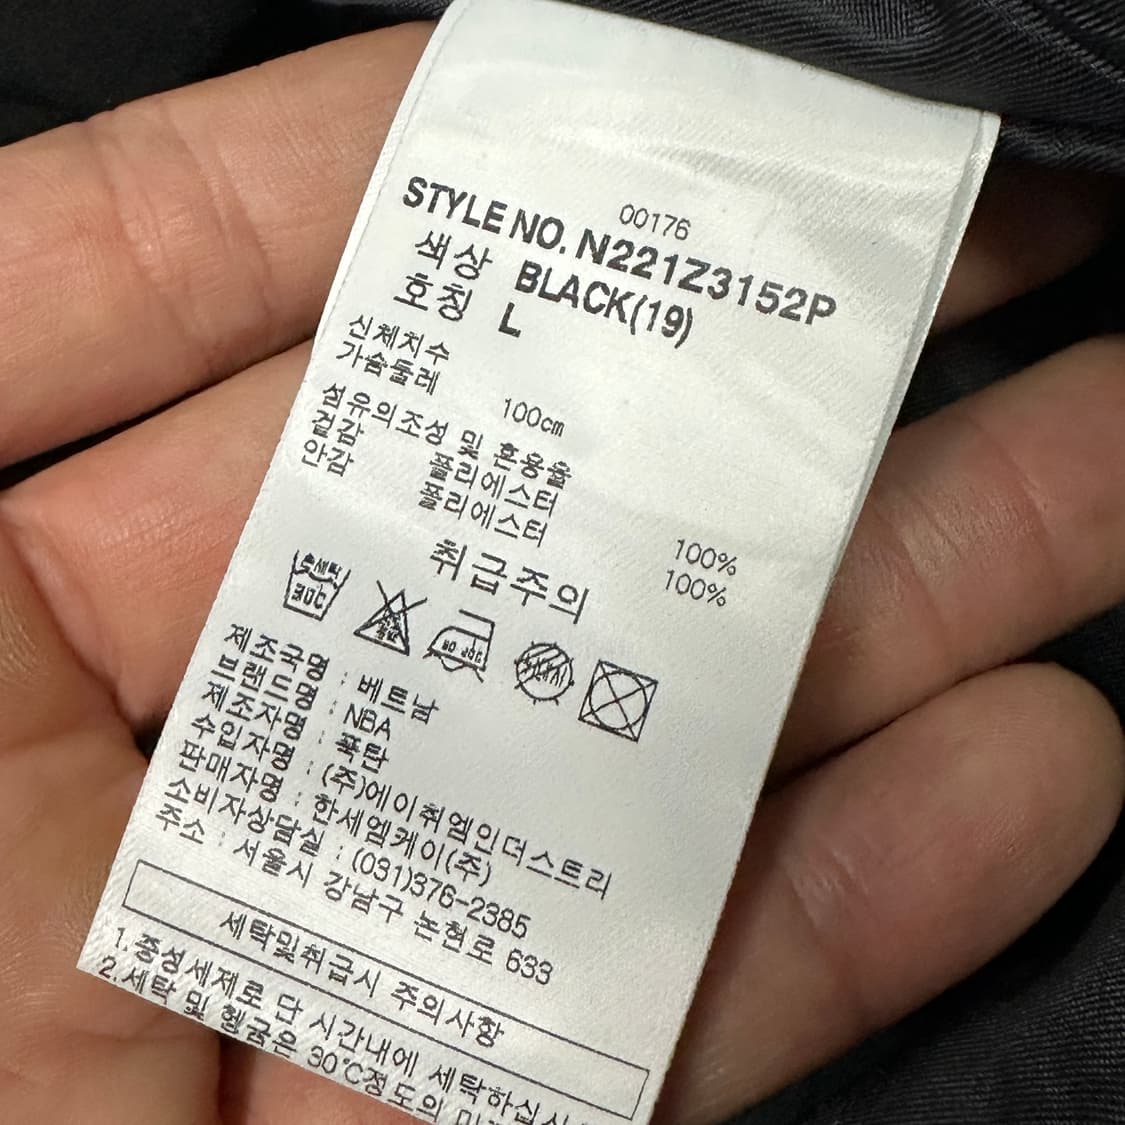 00176
STYLE NO. N221Z3152P
색상 BLACK(19)
호칭 L
신체치수
가슴둘레 100cm
섬유의조성 및 혼용율
겉감 폴리에스터 100%
안감 폴리에스터 100%
취급주의
제조국명 : 베트남
브랜드명 : NBA
제조자명 : 폭탄
수입자명 : (주)에이취엠인더스트리
판매자명 : 한세엠케이(주)
소비자상담실 : (031)376-2385
주소 : 서울시 강남구 논현로 633
세탁및취급시 주의사항
1.중성세제로 단 시간내에 세탁하십시
2.세탁 및 헹굼은 30℃정도의